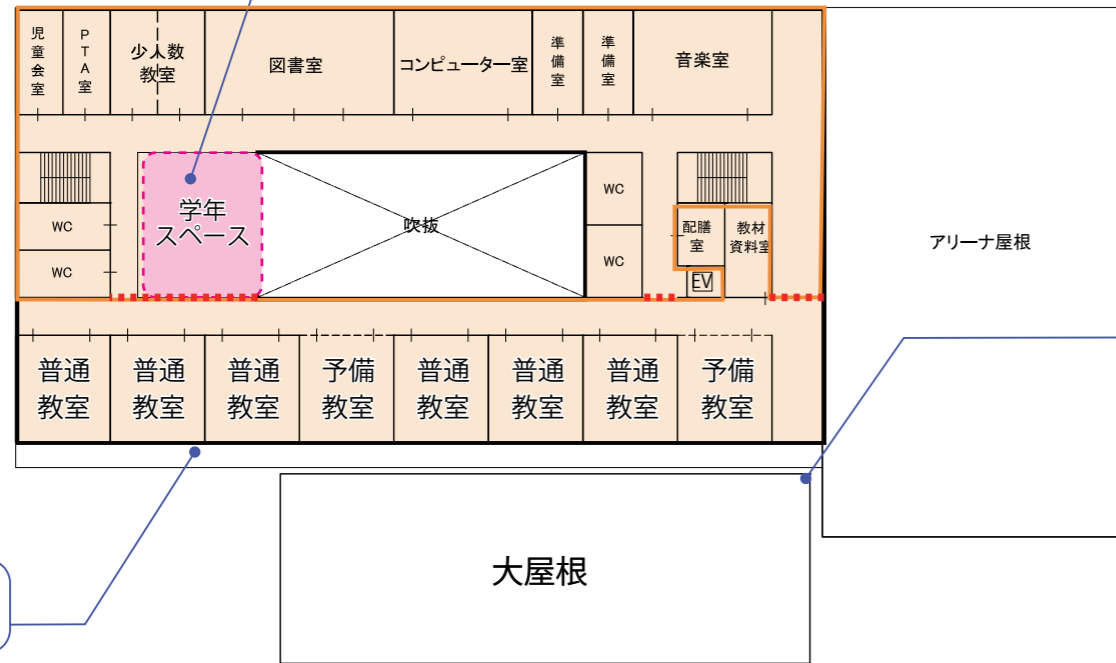 児童会室
PTA室
少人数
教室
図書室
コンピューター室
準備室
準備室
音楽室
学年
スペース
吹抜
WC
WC
WC
WC
配膳
室
教材
資料室
EV
アリーナ屋根
普通
教室
普通
教室
普通
教室
予備
教室
普通
教室
普通
教室
普通
教室
予備
教室
大屋根